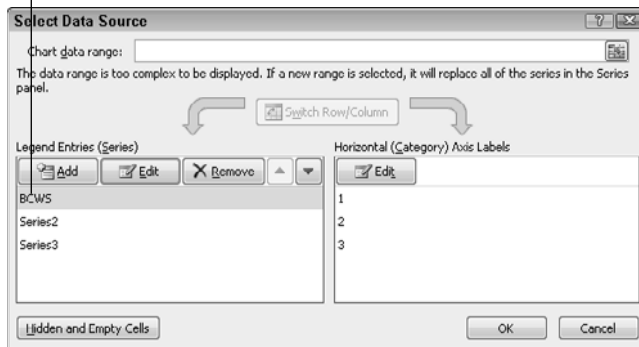 Select Data Source
Chart data range:
The data range is too complex to be displayed. If a new range is selected, it will replace all of the series in the Series
panel.
Switch Row/Column
Legend Entries (Series)
Horizontal (Category) Axis Labels
Add Edit Remove
Edit
BCWS
1
Series2
2
Series3
3
Hidden and Empty Cells
OK Cancel